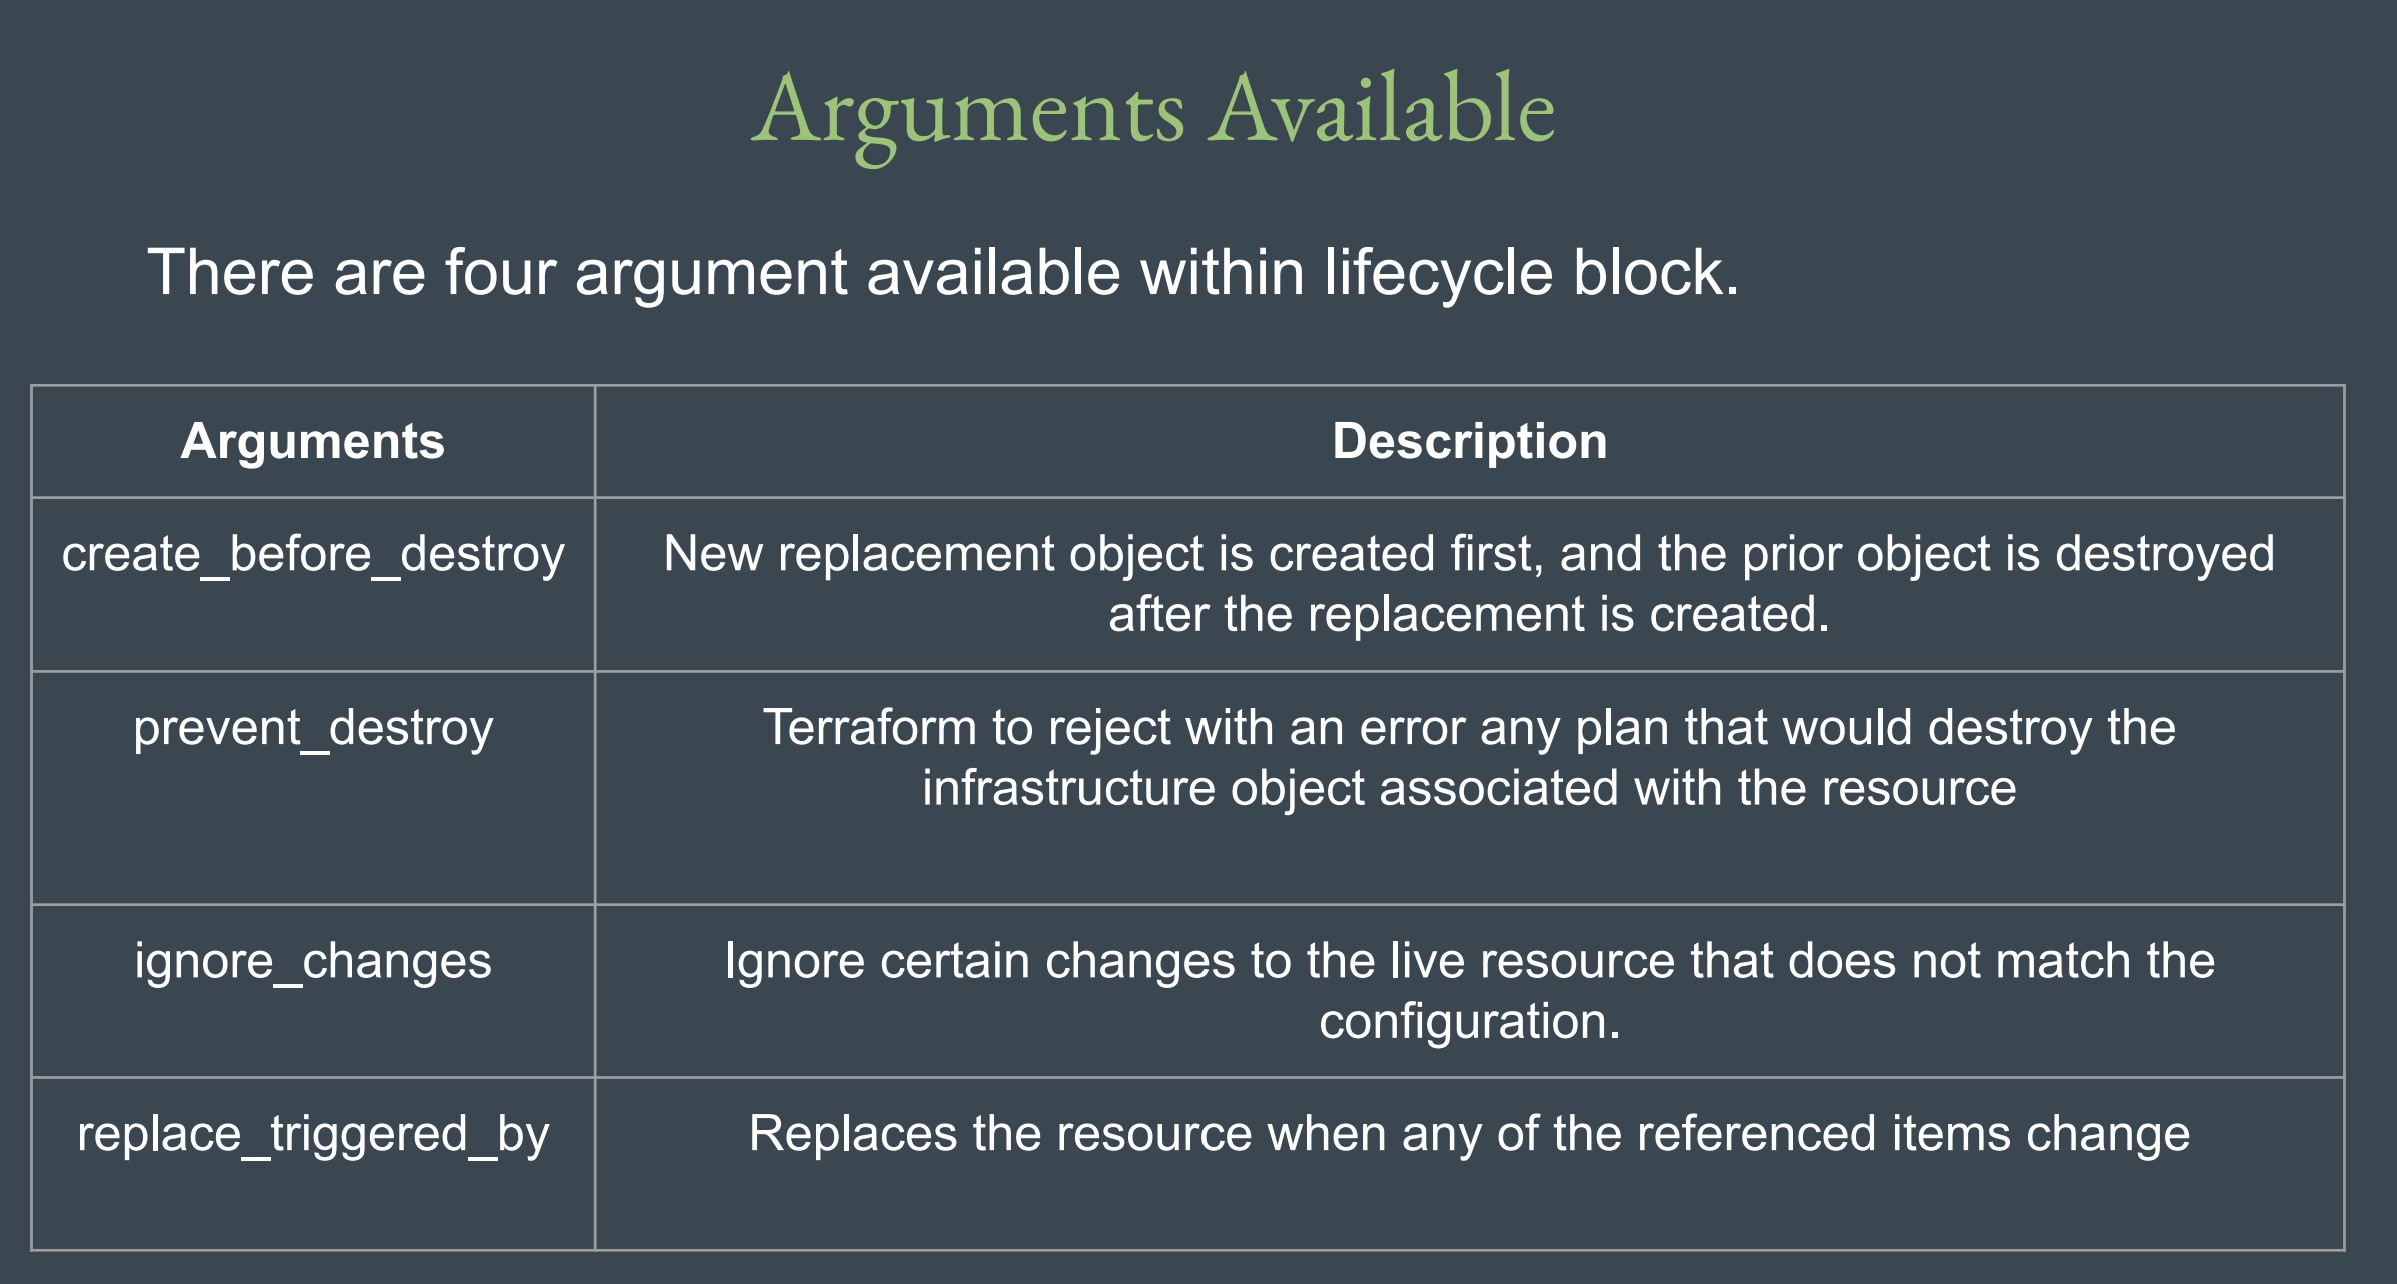 Arguments Available
There are four argument available within lifecycle block.
Arguments
Description
create_before_destroy
New replacement object is created first, and the prior object is destroyed
after the replacement is created.
prevent_destroy
Terraform to reject with an error any plan that would destroy the
infrastructure object associated with the resource
ignore_changes
Ignore certain changes to the live resource that does not match the
configuration.
replace_triggered_by
Replaces the resource when any of the referenced items change